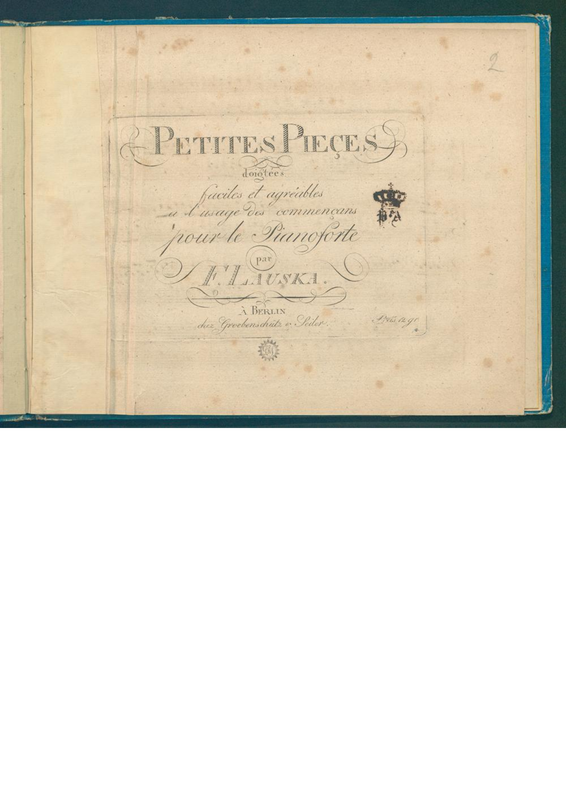 2
PETITES PIEÇES
doigtées
faciles et agréables
a l'usage des commençans
pour le Pianoforte
par
F. LAUSKA.
À BERLIN
chez Groebenschütz & Seiler.